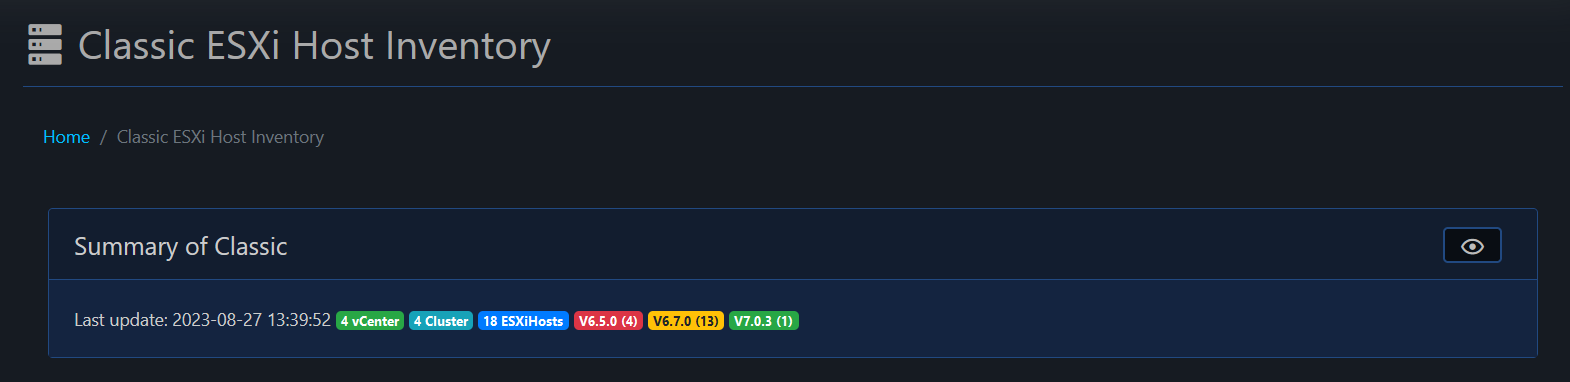 Classic ESXi Host Inventory
Home / Classic ESXi Host Inventory
Summary of Classic
Last update: 2023-08-27 13:39:52 4 vCenter 4 Cluster 18 ESXiHosts V6.5.0 (4) V6.7.0 (13) V7.0.3 (1)